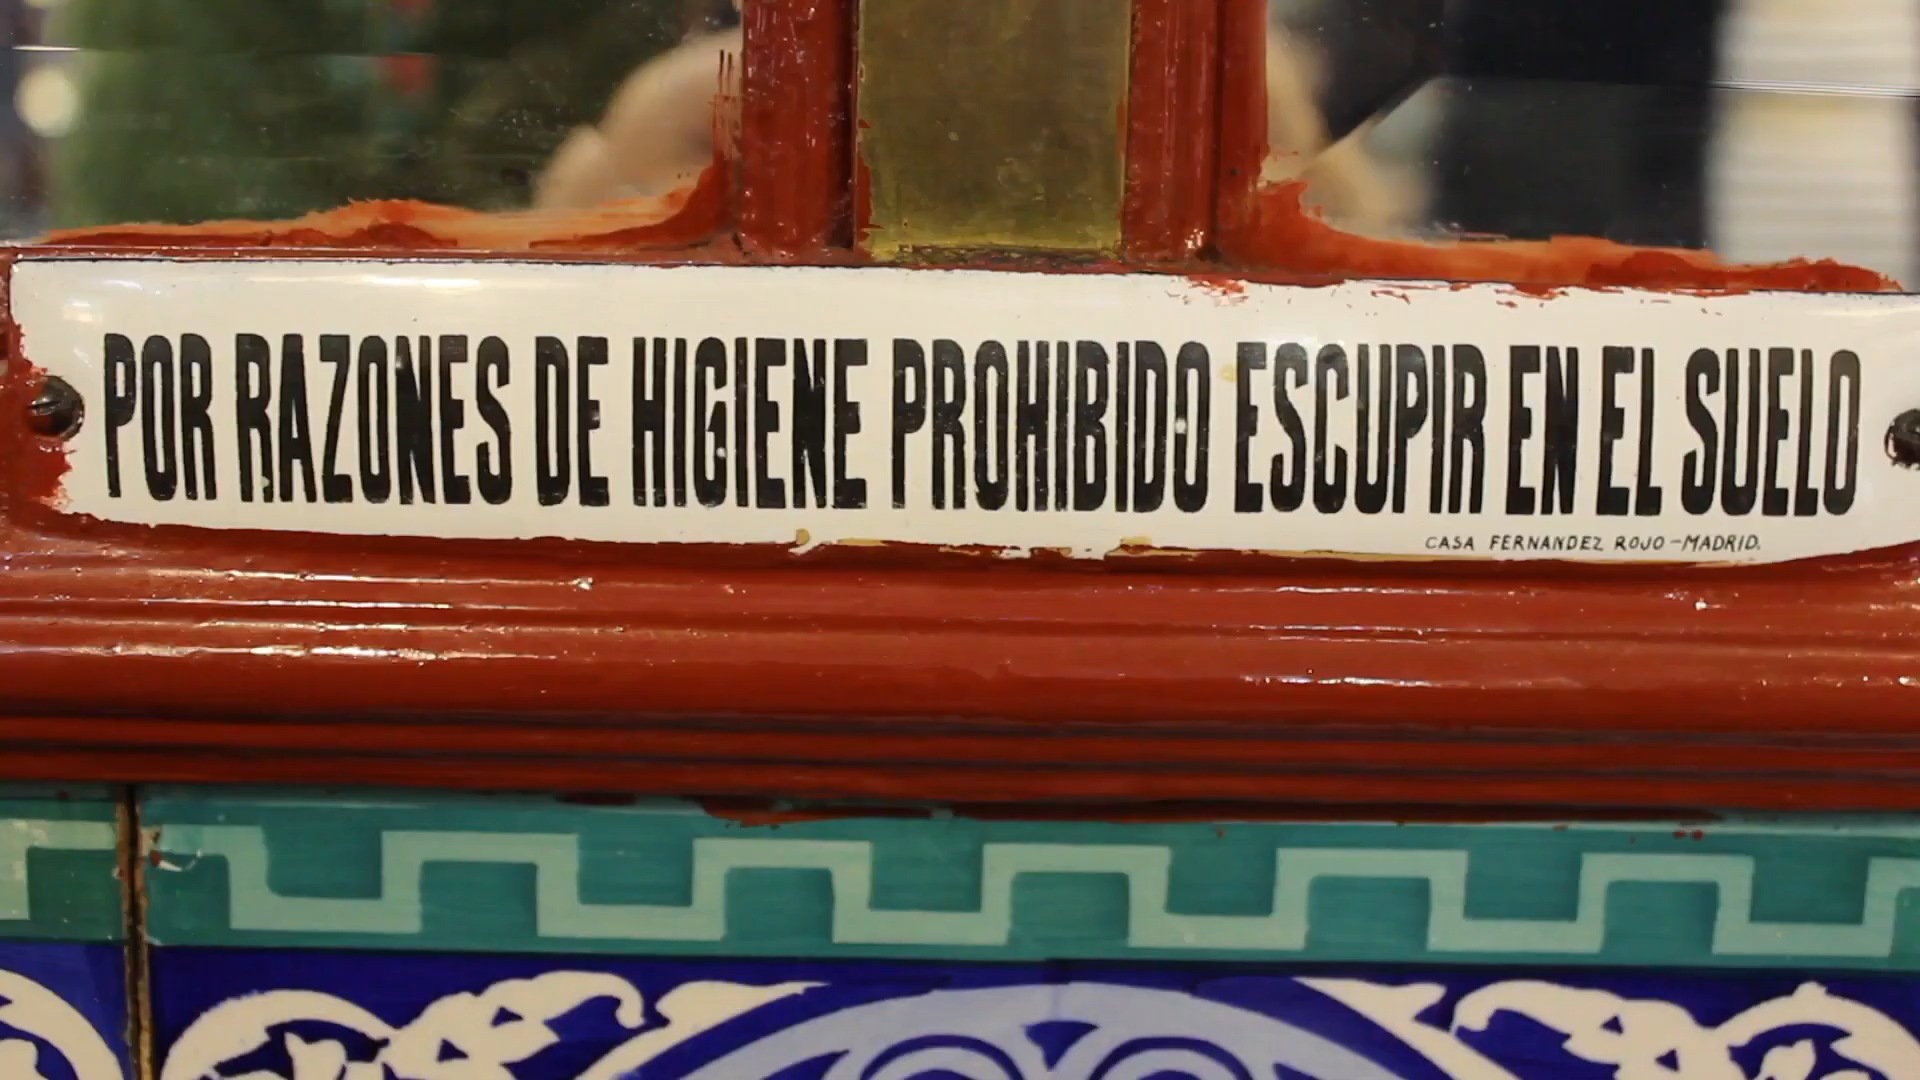 POR RAZONES DE HIGIENE PROHIBIDO ESCUPIR EN EL SUELO
CASA FERNANDEZ ROJO-MADRID.